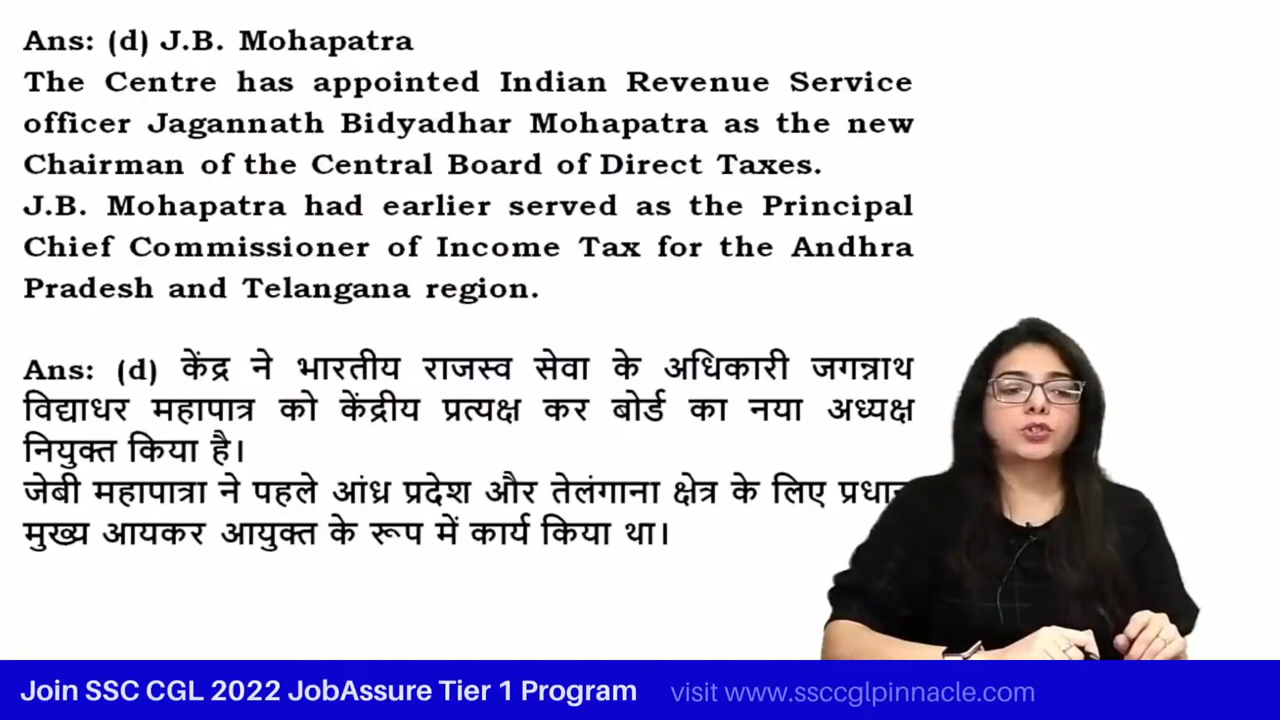 Ans: (d) J.B. Mohapatra
The Centre has appointed Indian Revenue Service
officer Jagannath Bidyadhar Mohapatra as the new
Chairman of the Central Board of Direct Taxes.
J.B. Mohapatra had earlier served as the Principal
Chief Commissioner of Income Tax for the Andhra
Pradesh and Telangana region.
Ans: (d) केंद्र ने भारतीय राजस्व सेवा के अधिकारी जगन्नाथ
विद्याधर महापात्र को केंद्रीय प्रत्यक्ष कर बोर्ड का नया अध्यक्ष
नियुक्त किया है।
जेबी महापात्रा ने पहले आंध्र प्रदेश और तेलंगाना क्षेत्र के लिए प्रधान
मुख्य आयकर आयुक्त के रूप में कार्य किया था।
Join SSC CGL 2022 JobAssure Tier 1 Program visit www.ssccglpinnacle.com